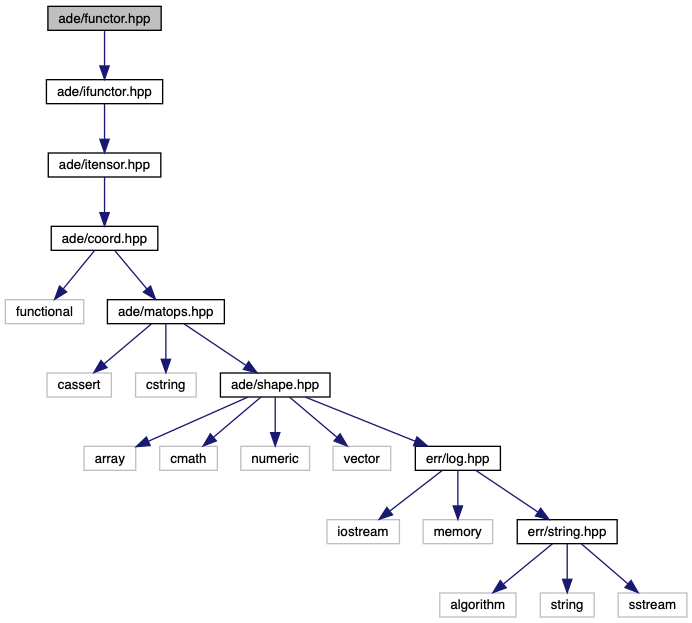 ade/functor.hpp
ade/ifunctor.hpp
ade/itensor.hpp
ade/coord.hpp
functional
ade/matops.hpp
cassert
cstring
ade/shape.hpp
array
cmath
numeric
vector
err/log.hpp
iostream
memory
err/string.hpp
algorithm
string
sstream